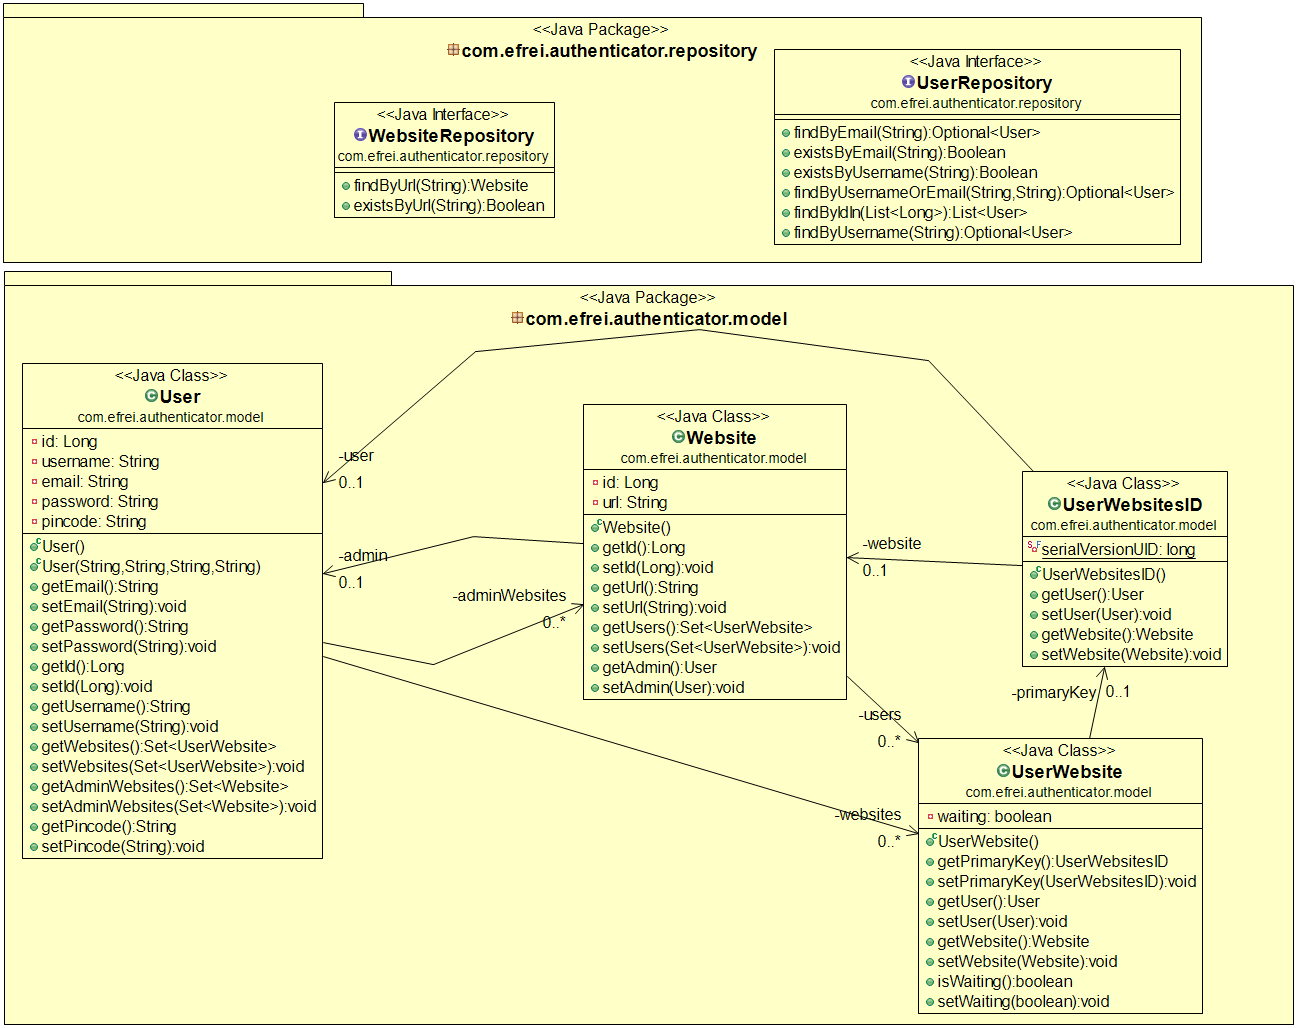 <<Java Package>>
com.efrei.authenticator.repository
<<Java Interface>>
WebsiteRepository
com.efrei.authenticator.repository
findByUrl(String):Website
existsByUrl(String):Boolean
<<Java Interface>>
UserRepository
com.efrei.authenticator.repository
findByEmail(String):Optional<User>
existsByEmail(String):Boolean
existsByUsername(String):Boolean
findByUsernameOrEmail(String,String):Optional<User>
findByIdIn(List<Long>):List<User>
findByUsername(String):Optional<User>
<<Java Package>>
com.efrei.authenticator.model
<<Java Class>>
User
com.efrei.authenticator.model
id: Long
username: String
email: String
password: String
pincode: String
User()
User(String,String,String,String)
getEmail():String
setEmail(String):void
getPassword():String
setPassword(String):void
getId():Long
setId(Long):void
getUsername():String
setUsername(String):void
getWebsites():Set<UserWebsite>
setWebsites(Set<UserWebsite>):void
getAdminWebsites():Set<Website>
setAdminWebsites(Set<Website>):void
getPincode():String
setPincode(String):void
-user
0..1
-admin
0..1
-adminWebsites
0..*
<<Java Class>>
Website
com.efrei.authenticator.model
id: Long
url: String
Website()
getId():Long
setId(Long):void
getUrl():String
setUrl(String):void
getUsers():Set<UserWebsite>
setUsers(Set<UserWebsite>):void
getAdmin():User
setAdmin(User):void
-website
0..1
<<Java Class>>
UserWebsitesID
com.efrei.authenticator.model
serialVersionUID: long
UserWebsitesID()
getUser():User
setUser(User):void
getWebsite():Website
setWebsite(Website):void
-primaryKey
0..1
-users
0..*
-websites
0..*
<<Java Class>>
UserWebsite
com.efrei.authenticator.model
waiting: boolean
UserWebsite()
getPrimaryKey():UserWebsitesID
setPrimaryKey(UserWebsitesID):void
getUser():User
setUser(User):void
getWebsite():Website
setWebsite(Website):void
isWaiting():boolean
setWaiting(boolean):void